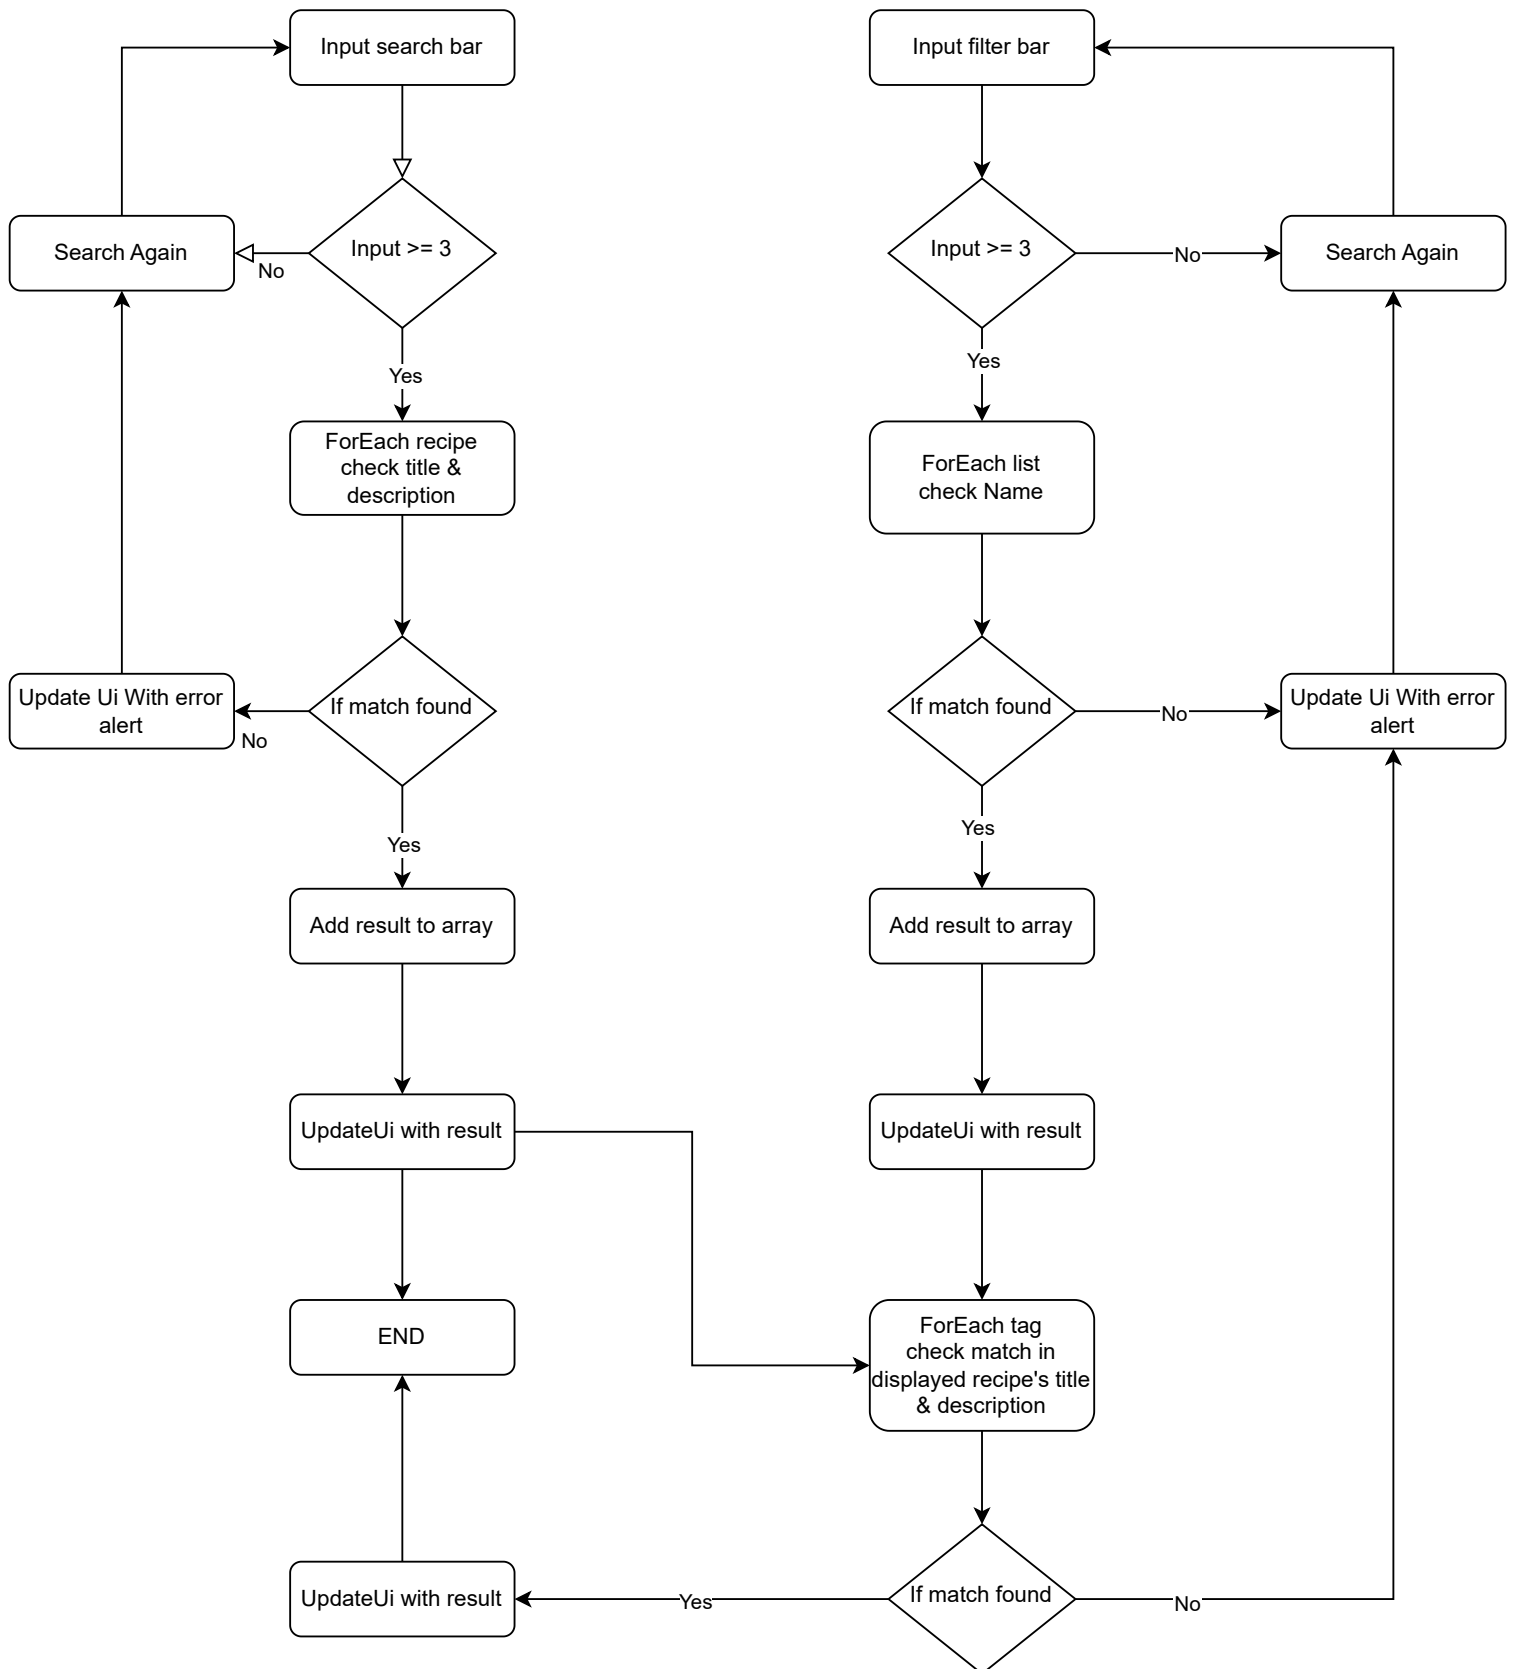 Input search bar
Input filter bar
Input >= 3
Input >= 3
Search Again
No
No
Search Again
Yes
Yes
ForEach recipe
check title &
description
ForEach list
check Name
Update Ui With error
alert
No
If match found
If match found
No
Update Ui With error
alert
Yes
Yes
Add result to array
Add result to array
UpdateUi with result
UpdateUi with result
END
ForEach tag
check match in
displayed recipe's title
& description
UpdateUi with result
Yes
If match found
No